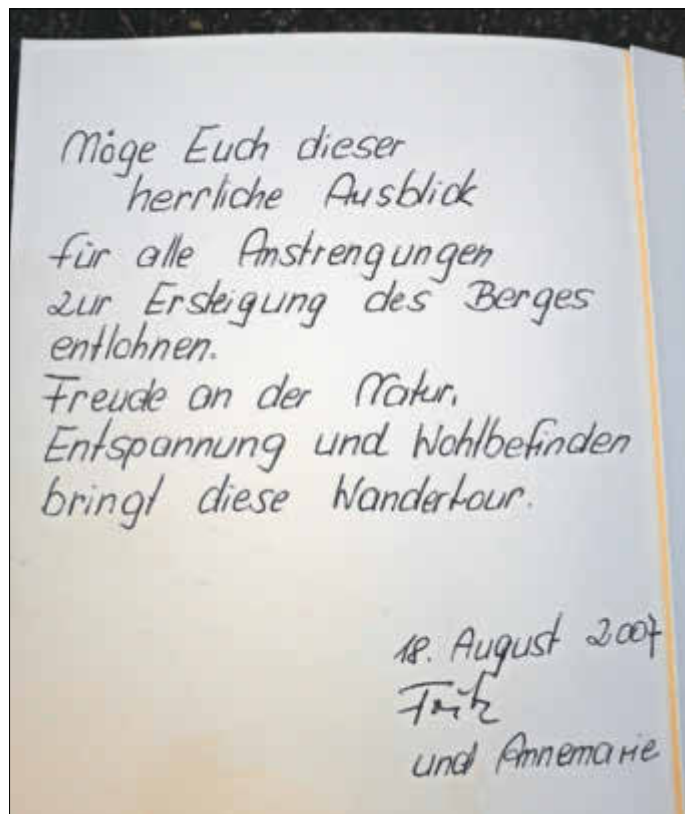 Möge Euch dieser
herrliche Ausblick
für alle Anstrengungen
zur Ersteigung des Berges
entlohnen.
Freude an der Natur,
Entspannung und Wohlbefinden
bringt diese Wandertour.
18. August 2007
Fritz
und Annemarie